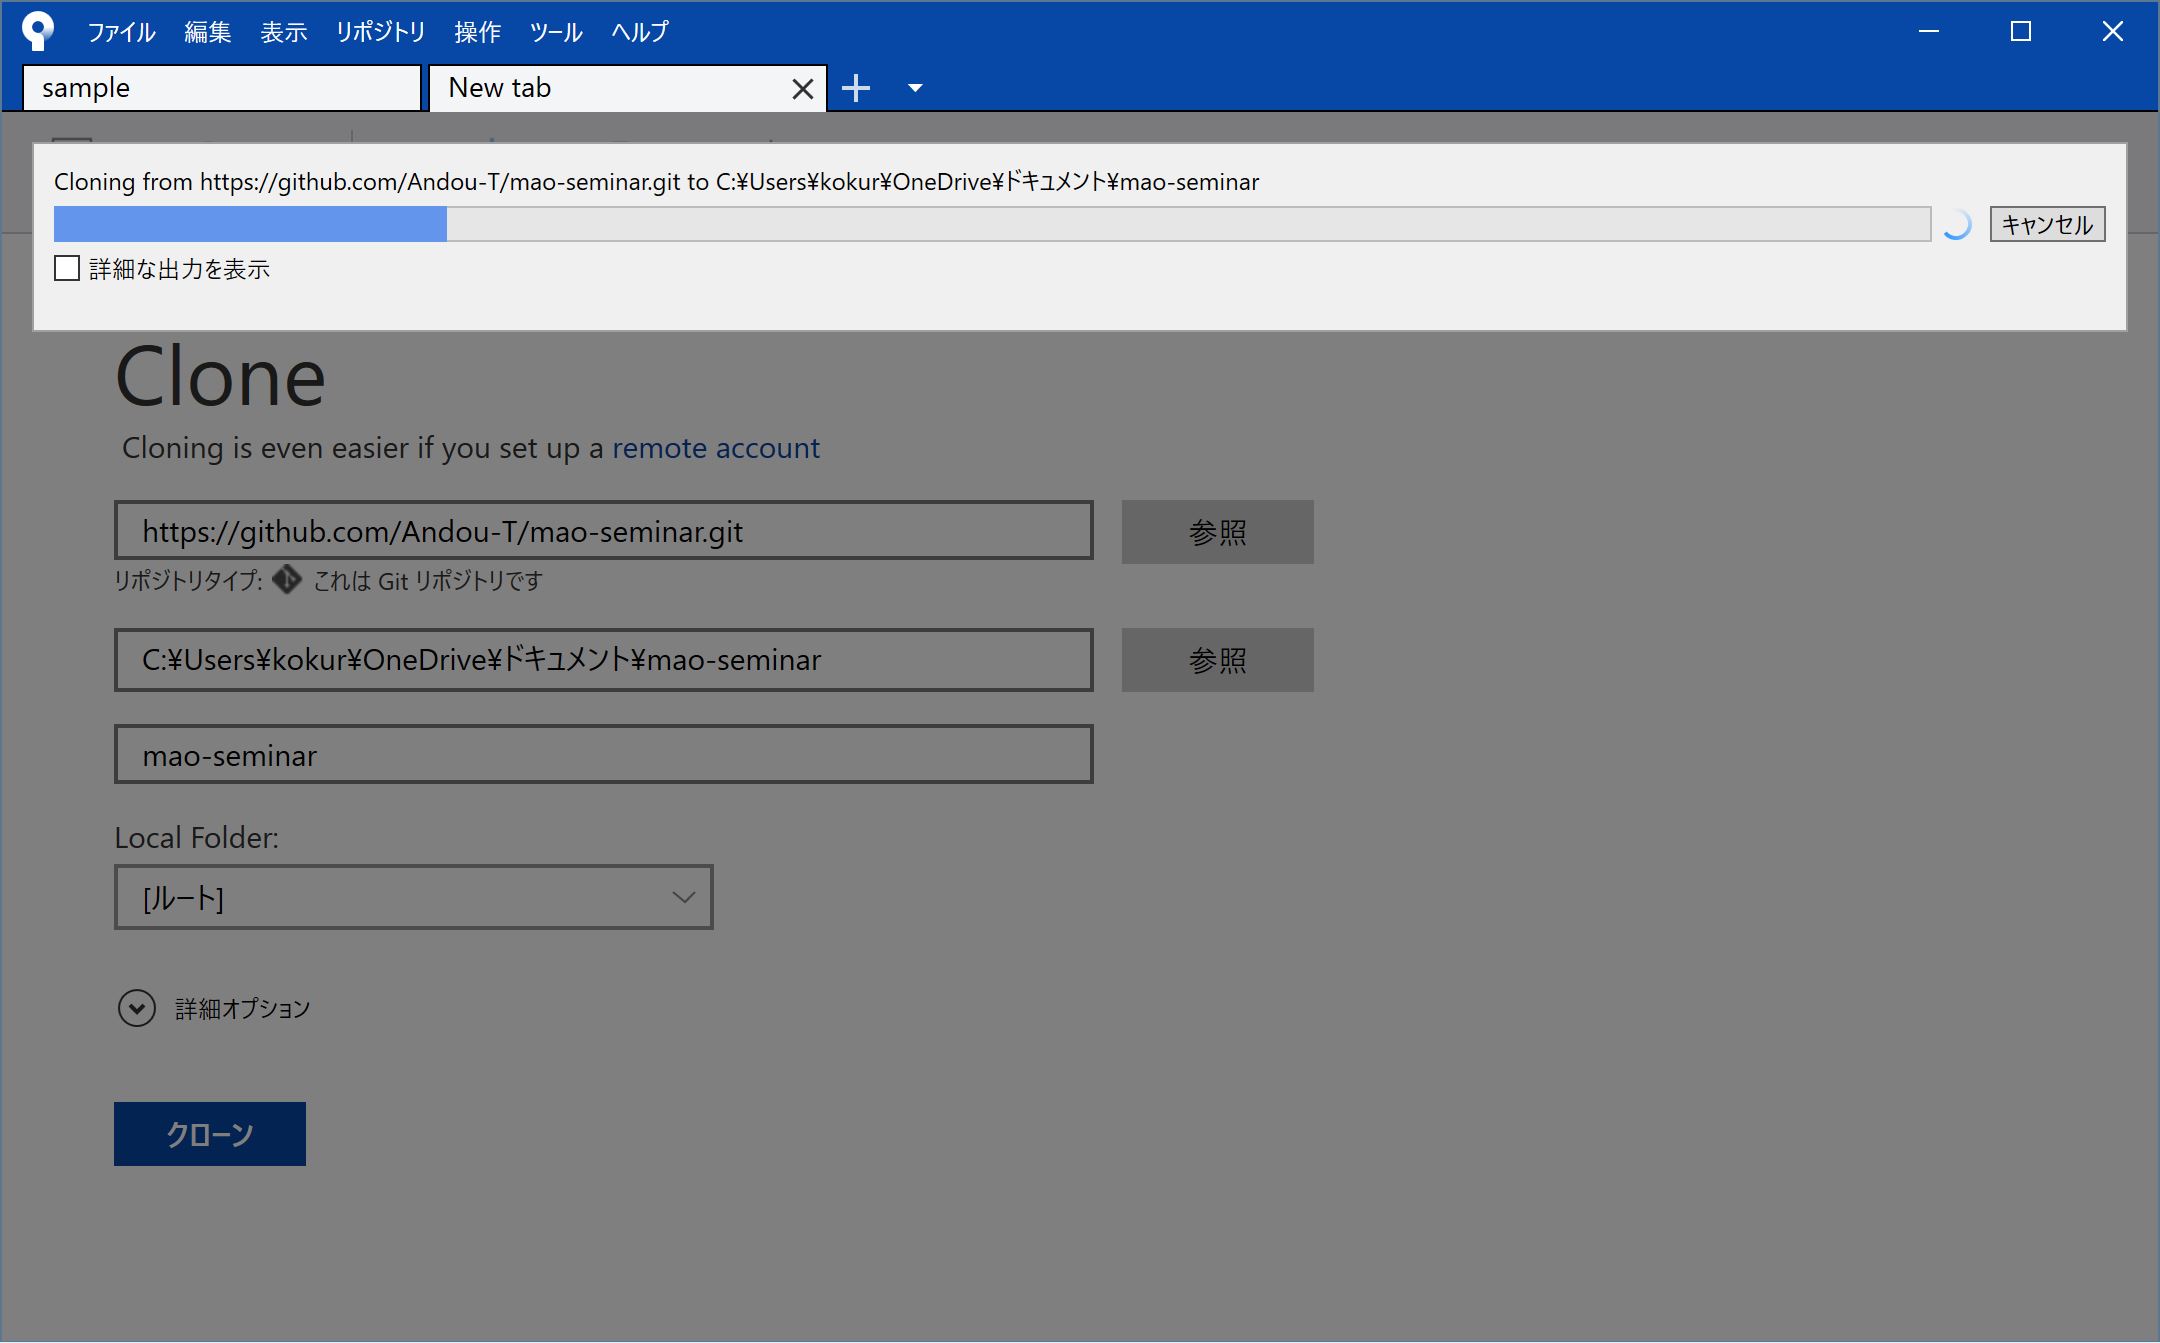 ファイル 編集 表示 リポジトリ 操作 ツール ヘルプ
sample New tab
Cloning from https://github.com/Andou-T/mao-seminar.git to C:¥Users¥kokur¥OneDrive¥ドキュメント¥mao-seminar
キャンセル
詳細な出力を表示
Clone
Cloning is even easier if you set up a remote account
https://github.com/Andou-T/mao-seminar.git 参照
リポジトリタイプ: これは Git リポジトリです
C:¥Users¥kokur¥OneDrive¥ドキュメント¥mao-seminar 参照
mao-seminar
Local Folder:
[ルート]
詳細オプション
クローン